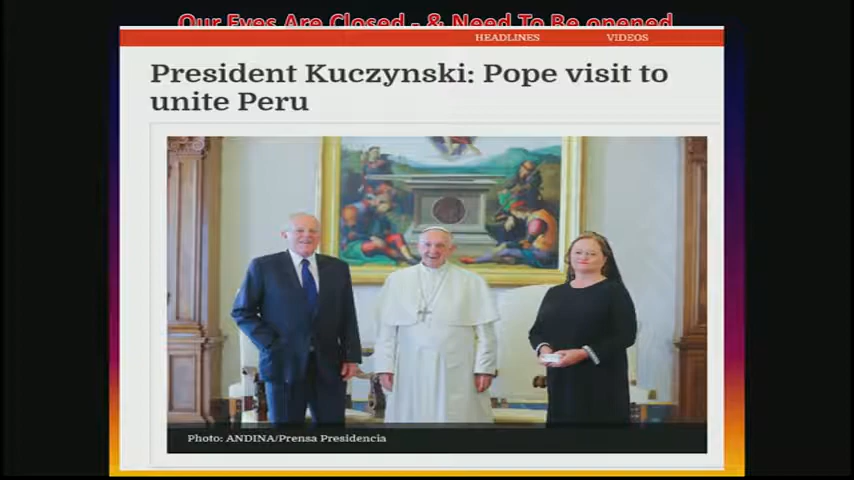 Our Eyes Are Closed - & Need To Be opened
HEADLINES VIDEOS
President Kuczynski: Pope visit to
unite Peru
Photo: ANDINA/Prensa Presidencia